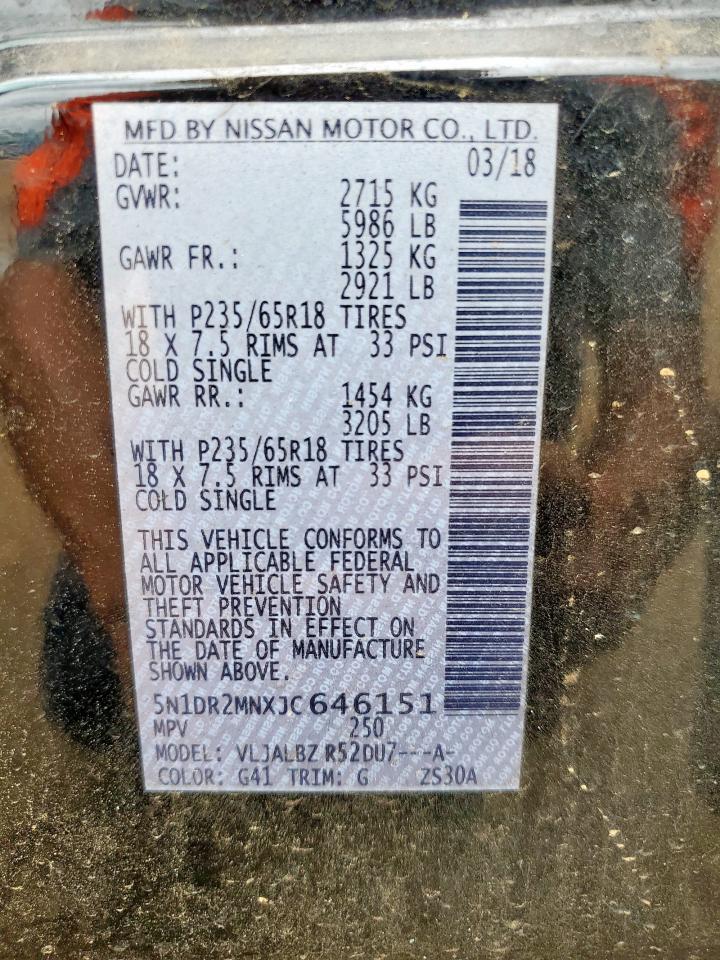 MFD BY NISSAN MOTOR CO., LTD.
DATE: 03/18
GVWR: 2715 KG
5986 LB
GAWR FR.: 1325 KG
2921 LB
WITH P235/65R18 TIRES
18 X 7.5 RIMS AT 33 PSI
COLD SINGLE
GAWR RR.: 1454 KG
3205 LB
WITH P235/65R18 TIRES
18 X 7.5 RIMS AT 33 PSI
COLD SINGLE
THIS VEHICLE CONFORMS TO
ALL APPLICABLE FEDERAL
MOTOR VEHICLE SAFETY AND
THEFT PREVENTION
STANDARDS IN EFFECT ON
THE DATE OF MANUFACTURE
SHOWN ABOVE.
5N1DR2MNXJC646151
MPV 250
MODEL: VLJALBZ R52DU7---A-
COLOR: G41 TRIM: G ZS30A